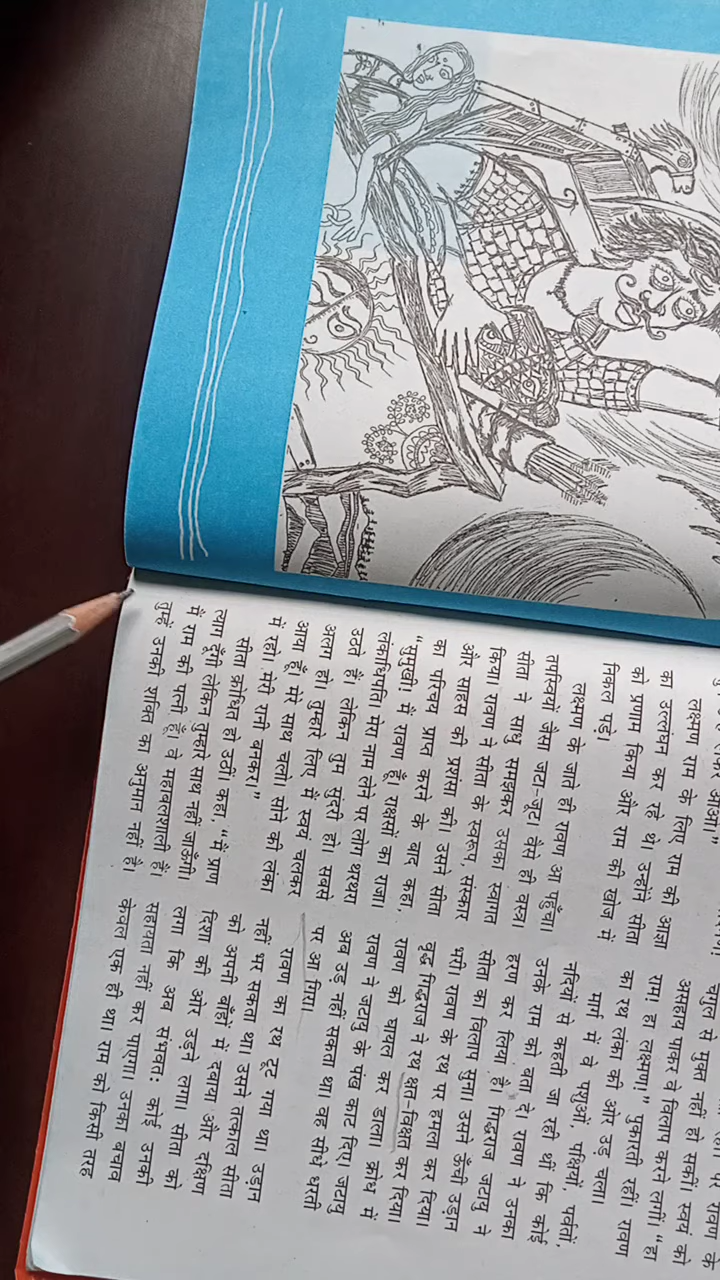 लक्ष्मण राम के लिए, राम की आज्ञा
का उल्लंघन कर रहे थे। उन्होंने सीता
को प्रणाम किया और राम की खोज में
निकल पड़े।
लक्ष्मण के जाते ही रावण आ पहुँचा।
तपस्वियों जैसा जटा-जूट। वैसे ही वस्त्र।
सीता ने साधु समझकर उसका स्वागत
किया। रावण ने सीता के स्वरूप, संस्कार
और साहस की प्रशंसा की। उसने सीता
का परिचय प्राप्त करने के बाद कहा,
“सुमुखी! मैं रावण हूँ। राक्षसों का राजा।
लंकाधिपति। मेरा नाम लेने पर लोग थरथरा
उठते हैं। लेकिन तुम सुंदरी हो। सबसे
अलग हो। तुम्हारे लिए मैं स्वयं चलकर
आया हूँ। मेरे साथ चलो। सोने की लंका
में रहो। मेरी रानी बनकर।”
सीता क्रोधित हो उठीं। कहा, “मैं प्राण
त्याग दूँगी लेकिन तुम्हारे साथ नहीं जाऊँगी।
मैं राम की पत्नी हूँ। वे महाबलशाली हैं।
तुम्हें उनकी शक्ति का अनुमान नहीं है।
चंगुल से मुक्त नहीं हो सकीं। स्वयं को
असहाय पाकर वे विलाप करने लगीं। “हा
राम! हा लक्ष्मण!” पुकारती रहीं। रावण
का रथ लंका की ओर उड़ चला।
मार्ग में वे पशुओं, पक्षियों, पर्वतों,
नदियों से कहती जा रही थीं कि कोई
उनके राम को बता दे। रावण ने उनका
हरण कर लिया है। गिद्धराज जटायु ने
सीता का विलाप सुना। उसने ऊँची उड़ान
भरी। रावण के रथ पर हमला कर दिया।
वृद्ध गिद्धराज ने रथ क्षत-विक्षत कर दिया।
रावण को घायल कर डाला। क्रोध में
रावण ने जटायु के पंख काट दिए। जटायु
अब उड़ नहीं सकता था। वह सीधे धरती
पर आ गिरा।
रावण का रथ टूट गया था। उड़ान
नहीं भर सकता था। उसने तत्काल सीता
को अपनी बाँहों में दबाया और दक्षिण
दिशा की ओर उड़ने लगा। सीता को
लगा कि अब संभवतः कोई उनकी
सहायता नहीं कर पाएगा। उनका बचाव
केवल एक ही था। राम को किसी तरह